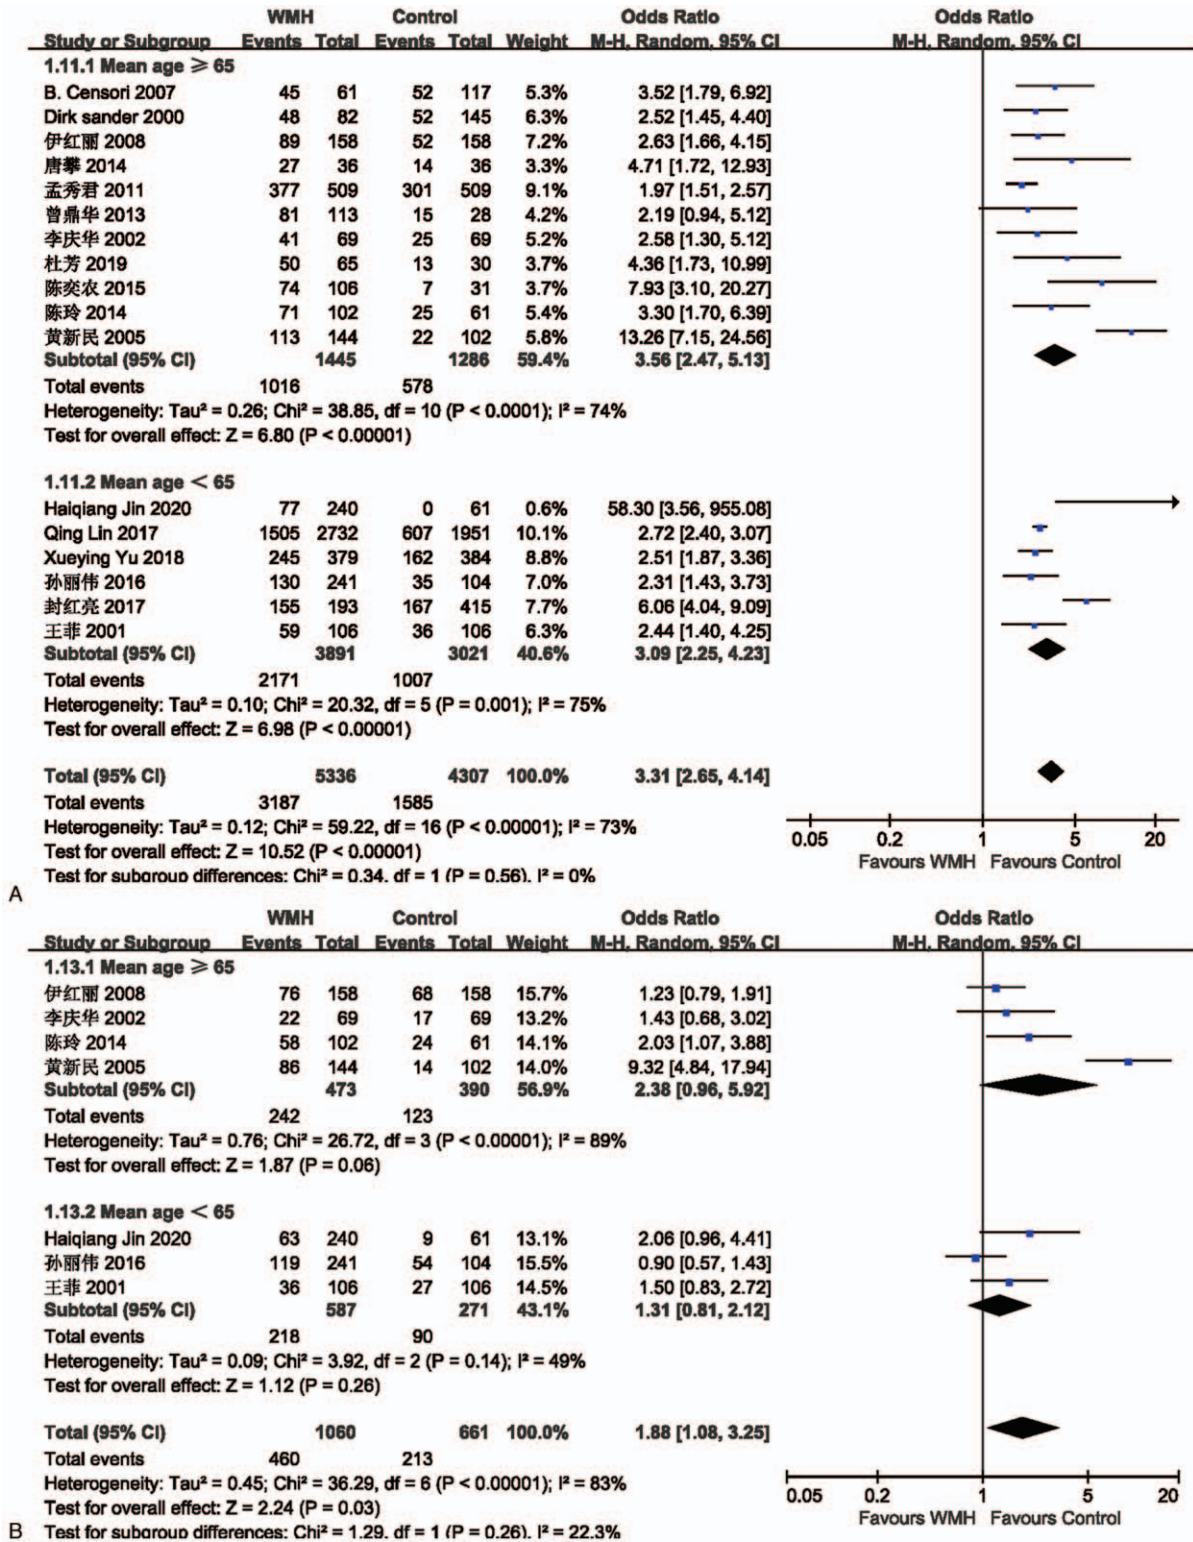 WMH Control Odds Ratio Odds Ratio
Study or Subgroup Events Total Events Total Weight M-H, Random, 95% CI M-H, Random, 95% CI
1.11.1 Mean age ≥ 65
B. Censori 2007 45 61 52 117 5.3% 3.52 [1.79, 6.92]
Dirk sander 2000 48 82 52 145 6.3% 2.52 [1.45, 4.40]
伊红丽 2008 89 158 52 158 7.2% 2.63 [1.66, 4.15]
唐攀 2014 27 36 14 36 3.3% 4.71 [1.72, 12.93]
孟秀君 2011 377 509 301 509 9.1% 1.97 [1.51, 2.57]
曾鼎华 2013 81 113 15 28 4.2% 2.19 [0.94, 5.12]
李庆华 2002 41 69 25 69 5.2% 2.58 [1.30, 5.12]
杜芳 2019 50 65 13 30 3.7% 4.36 [1.73, 10.99]
陈奕农 2015 74 106 7 31 3.7% 7.93 [3.10, 20.27]
陈玲 2014 71 102 25 61 5.4% 3.30 [1.70, 6.39]
黄新民 2005 113 144 22 102 5.8% 13.26 [7.15, 24.56]
Subtotal (95% CI) 1445 1286 59.4% 3.56 [2.47, 5.13]
Total events 1016 578
Heterogeneity: Tau² = 0.26; Chi² = 38.85, df = 10 (P < 0.0001); I² = 74%
Test for overall effect: Z = 6.80 (P < 0.00001)
1.11.2 Mean age < 65
Haiqiang Jin 2020 77 240 0 61 0.6% 58.30 [3.56, 955.08]
Qing Lin 2017 1505 2732 607 1951 10.1% 2.72 [2.40, 3.07]
Xueying Yu 2018 245 379 162 384 8.8% 2.51 [1.87, 3.36]
孙丽伟 2016 130 241 35 104 7.0% 2.31 [1.43, 3.73]
封红亮 2017 155 193 167 415 7.7% 6.06 [4.04, 9.09]
王菲 2001 59 106 36 106 6.3% 2.44 [1.40, 4.25]
Subtotal (95% CI) 3891 3021 40.6% 3.09 [2.25, 4.23]
Total events 2171 1007
Heterogeneity: Tau² = 0.10; Chi² = 20.32, df = 5 (P = 0.001); I² = 75%
Test for overall effect: Z = 6.98 (P < 0.00001)
Total (95% CI) 5336 4307 100.0% 3.31 [2.65, 4.14]
Total events 3187 1585
Heterogeneity: Tau² = 0.12; Chi² = 59.22, df = 16 (P < 0.00001); I² = 73%
Test for overall effect: Z = 10.52 (P < 0.00001)
Test for subgroup differences: Chi² = 0.34, df = 1 (P = 0.56), I² = 0%
0.05 0.2 1 5 20
Favours WMH Favours Control
A
WMH Control Odds Ratio Odds Ratio
Study or Subgroup Events Total Events Total Weight M-H, Random, 95% CI M-H, Random, 95% CI
1.13.1 Mean age ≥ 65
伊红丽 2008 76 158 68 158 15.7% 1.23 [0.79, 1.91]
李庆华 2002 22 69 17 69 13.2% 1.43 [0.68, 3.02]
陈玲 2014 58 102 24 61 14.1% 2.03 [1.07, 3.88]
黄新民 2005 86 144 14 102 14.0% 9.32 [4.84, 17.94]
Subtotal (95% CI) 473 390 56.9% 2.38 [0.96, 5.92]
Total events 242 123
Heterogeneity: Tau² = 0.76; Chi² = 26.72, df = 3 (P < 0.00001); I² = 89%
Test for overall effect: Z = 1.87 (P = 0.06)
1.13.2 Mean age < 65
Haiqiang Jin 2020 63 240 9 61 13.1% 2.06 [0.96, 4.41]
孙丽伟 2016 119 241 54 104 15.5% 0.90 [0.57, 1.43]
王菲 2001 36 106 27 106 14.5% 1.50 [0.83, 2.72]
Subtotal (95% CI) 587 271 43.1% 1.31 [0.81, 2.12]
Total events 218 90
Heterogeneity: Tau² = 0.09; Chi² = 3.92, df = 2 (P = 0.14); I² = 49%
Test for overall effect: Z = 1.12 (P = 0.26)
Total (95% CI) 1060 661 100.0% 1.88 [1.08, 3.25]
Total events 460 213
Heterogeneity: Tau² = 0.45; Chi² = 36.29, df = 6 (P < 0.00001); I² = 83%
Test for overall effect: Z = 2.24 (P = 0.03)
Test for subgroup differences: Chi² = 1.29, df = 1 (P = 0.26), I² = 22.3%
0.05 0.2 1 5 20
Favours WMH Favours Control
B